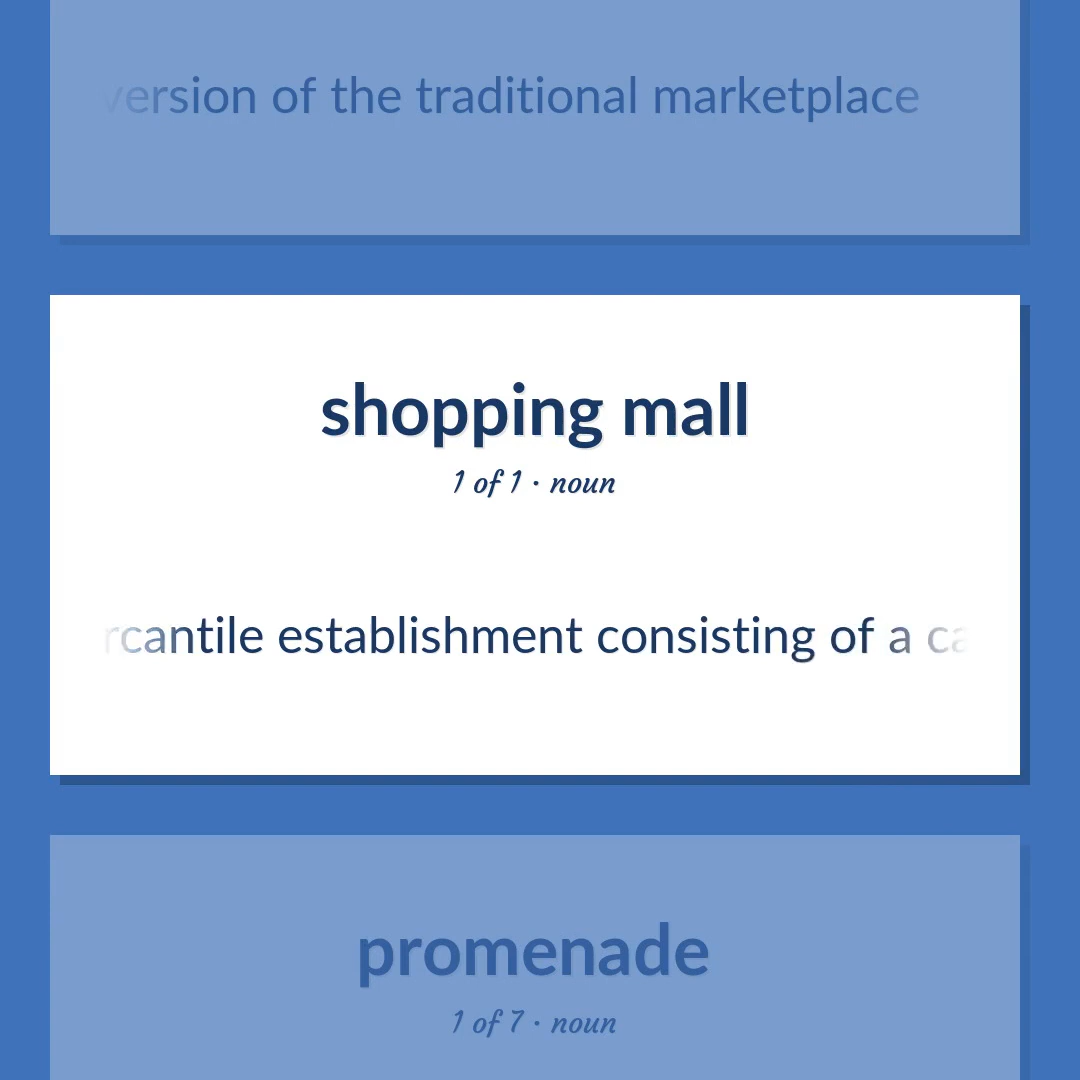 version of the traditional marketplace
shopping mall
1 of 1 · noun
rcantile establishment consisting of a ca
promenade
1 of 7 · noun